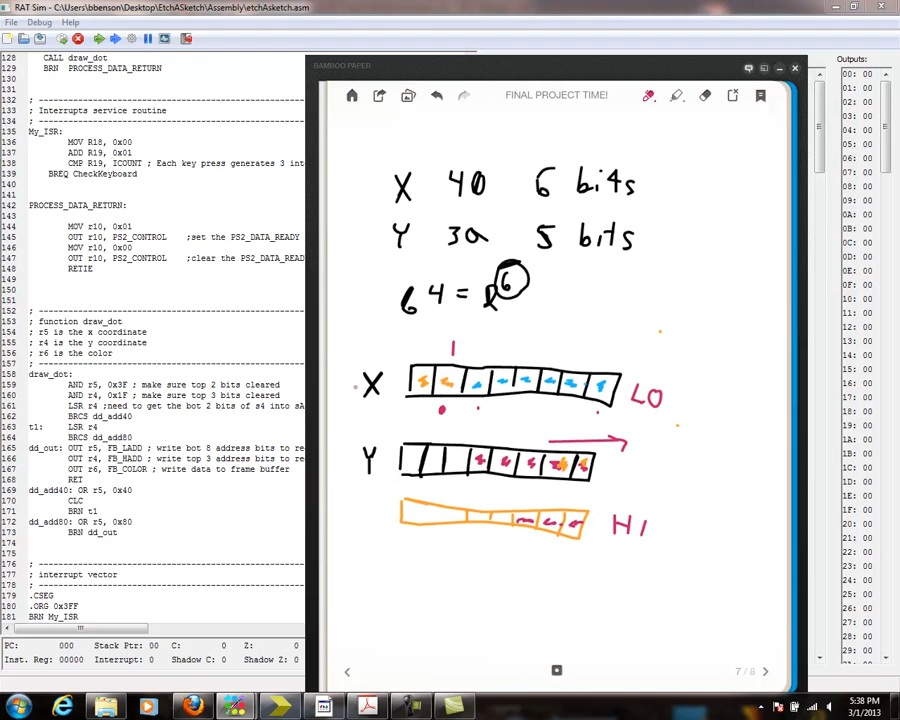 RAT Sim - C:\Users\bbenson\Desktop\EtchASketch\Assembly\etchAsketch.asm
File Debug Help
128 CALL draw_dot
129 BRN PROCESS_DATA_RETURN
130
131
132 ; ------------------------------------------------
133 ; Interrupts service routine
134 ; ------------------------------------------------
135 My_ISR:
136 MOV R18, 0x00
137 ADD R19, 0x01
138 CMP R19, ICOUNT ; Each key press generates 3 inte
139 BREQ CheckKeyboard
140
141
142 PROCESS_DATA_RETURN:
143
144 MOV r10, 0x01
145 OUT r10, PS2_CONTROL ;set the PS2_DATA_READY
146 MOV r10, 0x00
147 OUT r10, PS2_CONTROL ;clear the PS2_DATA_READ
148 RETIE
149
150
151
152 ; ------------------------------------------------
153 ; function draw_dot
154 ; r5 is the x coordinate
155 ; r4 is the y coordinate
156 ; r6 is the color
157 ; ------------------------------------------------
158 draw_dot:
159 AND r5, 0x3F ; make sure top 2 bits cleared
160 AND r4, 0x1F ; make sure top 3 bits cleared
161 LSR r4 ;need to get the bot 2 bits of s4 into sA
162 BRCS dd_add40
163 t1: LSR r4
164 BRCS dd_add80
165 dd_out: OUT r5, FB_LADD ; write bot 8 address bits to re
166 OUT r4, FB_HADD ; write top 3 address bits to re
167 OUT r6, FB_COLOR ; write data to frame buffer
168 RET
169 dd_add40: OR r5, 0x40
170 CLC
171 BRN t1
172 dd_add80: OR r5, 0x80
173 BRN dd_out
174
175
176 ; ------------------------------------------------
177 ; interrupt vector
178 ; ------------------------------------------------
179 .CSEG
180 .ORG 0x3FF
181 BRN My_ISR
PC: 000 Stack Ptr: 00 C: 0 Z: 0
Inst. Reg: 00000 Interrupt: 0 Shadow C: 0 Shadow Z: 0
BAMBOO PAPER
FINAL PROJECT TIME!
X 40 6 bits
Y 30 5 bits
64 = 2^6
1
X LO
Y
HI
7 / 8
Outputs:
00: 00
01: 00
02: 00
03: 00
04: 00
05: 00
06: 00
07: 00
08: 00
09: 00
0A: 00
0B: 00
0C: 00
0D: 00
0E: 00
0F: 00
10: 00
11: 00
12: 00
13: 00
14: 00
15: 00
16: 00
17: 00
18: 00
19: 00
1A: 00
1B: 00
1C: 00
1D: 00
1E: 00
1F: 00
20: 00
21: 00
22: 00
23: 00
24: 00
25: 00
26: 00
27: 00
28: 00
29: 00
2A: 00
2B: 00
2C: 00
2D: 00
2E: 00
2F: 00
30: 00
5:38 PM
3/1/2013